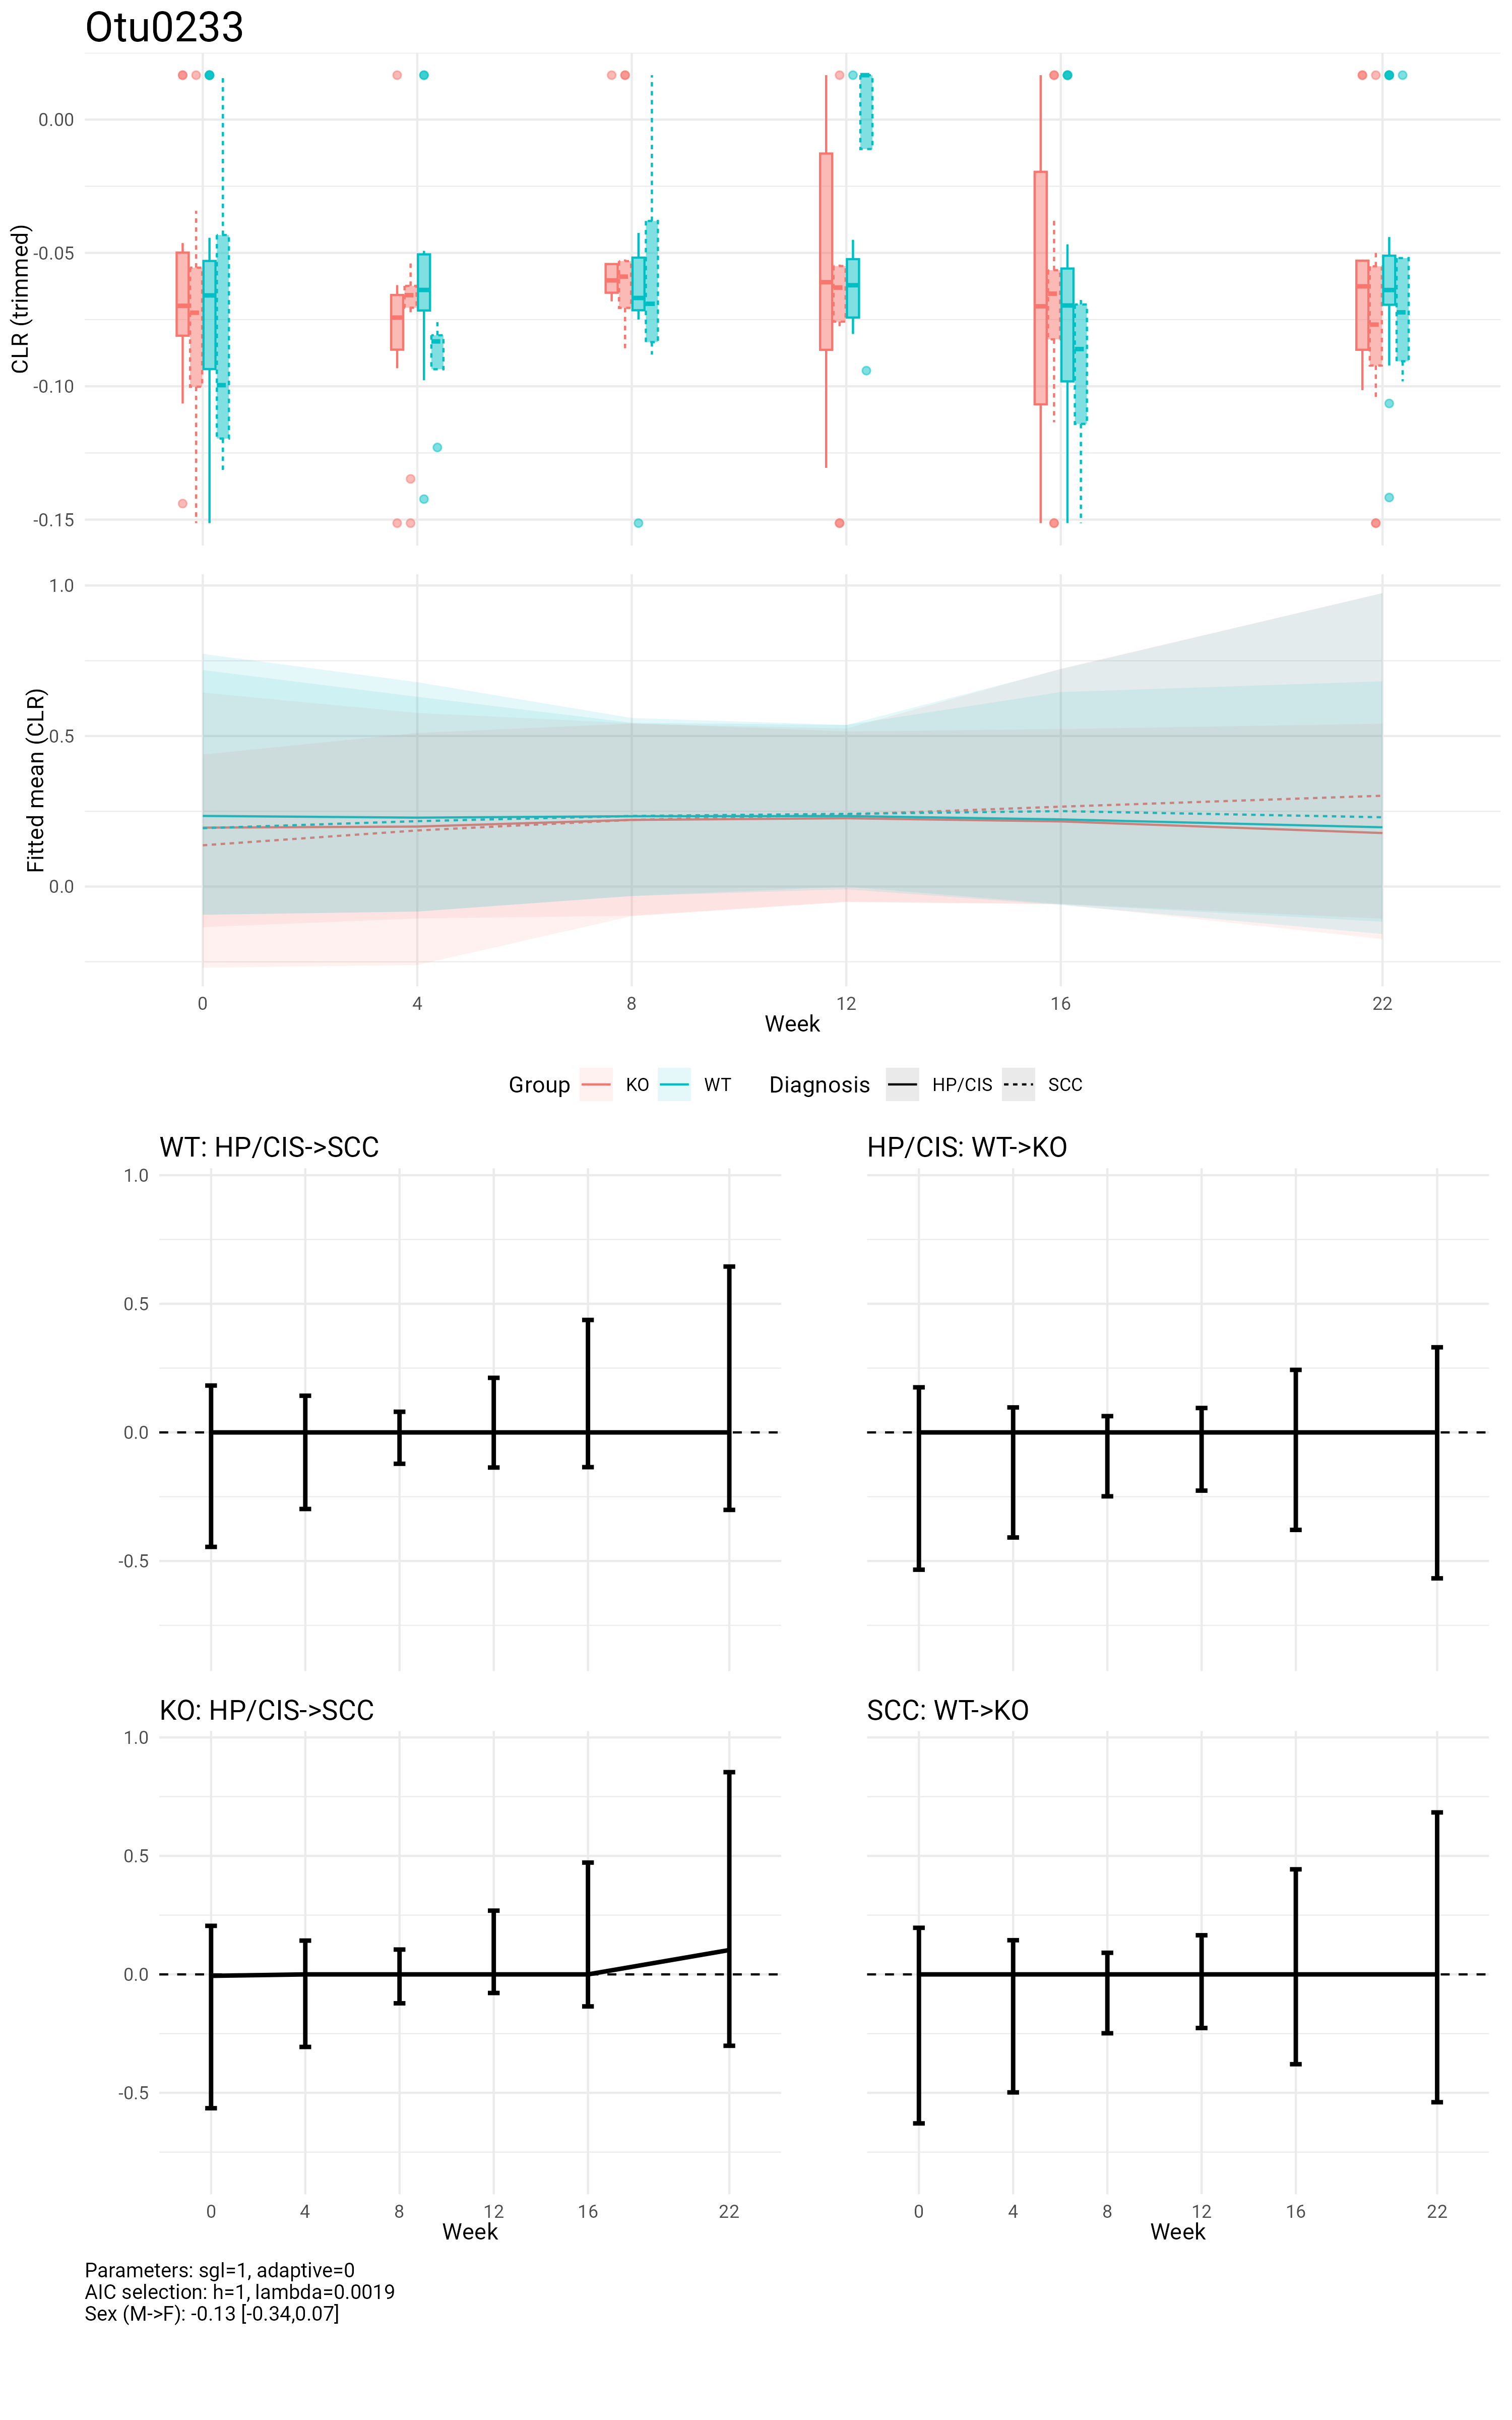 Otu0233
CLR (trimmed)
0.00
-0.05
-0.10
-0.15
Fitted mean (CLR)
1.0
0.5
0.0
0 4 8 12 16 22
Week
Group KO WT Diagnosis HP/CIS SCC
WT: HP/CIS->SCC
1.0
0.5
0.0
-0.5
HP/CIS: WT->KO
KO: HP/CIS->SCC
1.0
0.5
0.0
-0.5
0 4 8 12 16 22
Week
SCC: WT->KO
0 4 8 12 16 22
Week
Parameters: sgl=1, adaptive=0
AIC selection: h=1, lambda=0.0019
Sex (M->F): -0.13 [-0.34,0.07]